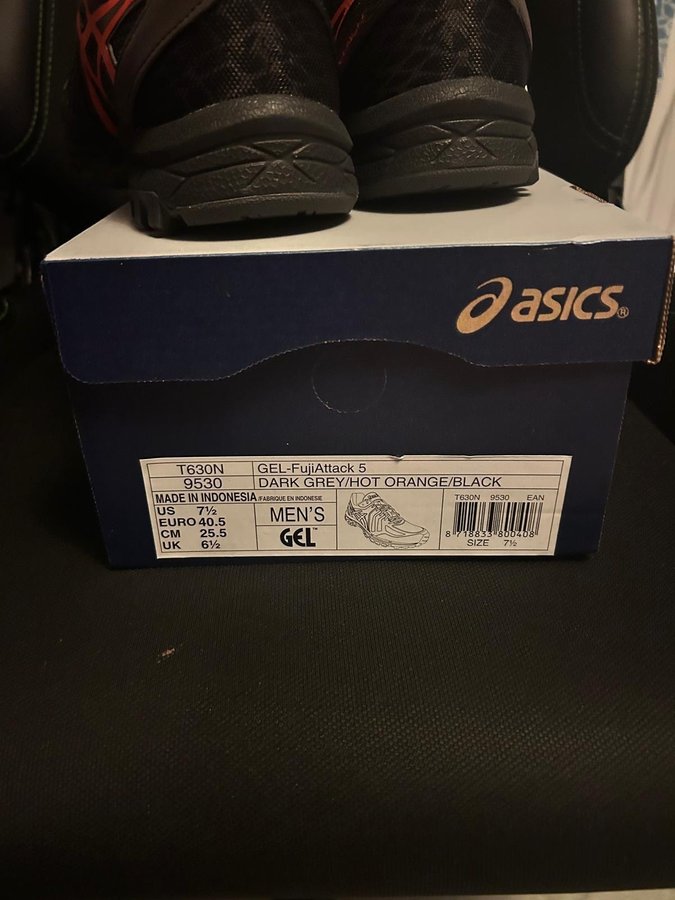 asics®
T630N GEL-FujiAttack 5
9530 DARK GREY/HOT ORANGE/BLACK
MADE IN INDONESIA /FABRIQUE EN INDONESIE
US 7½
EURO 40.5
CM 25.5
UK 6½
MEN'S
GEL™
T630N 9530 EAN
8 718833 800408
SIZE 7½